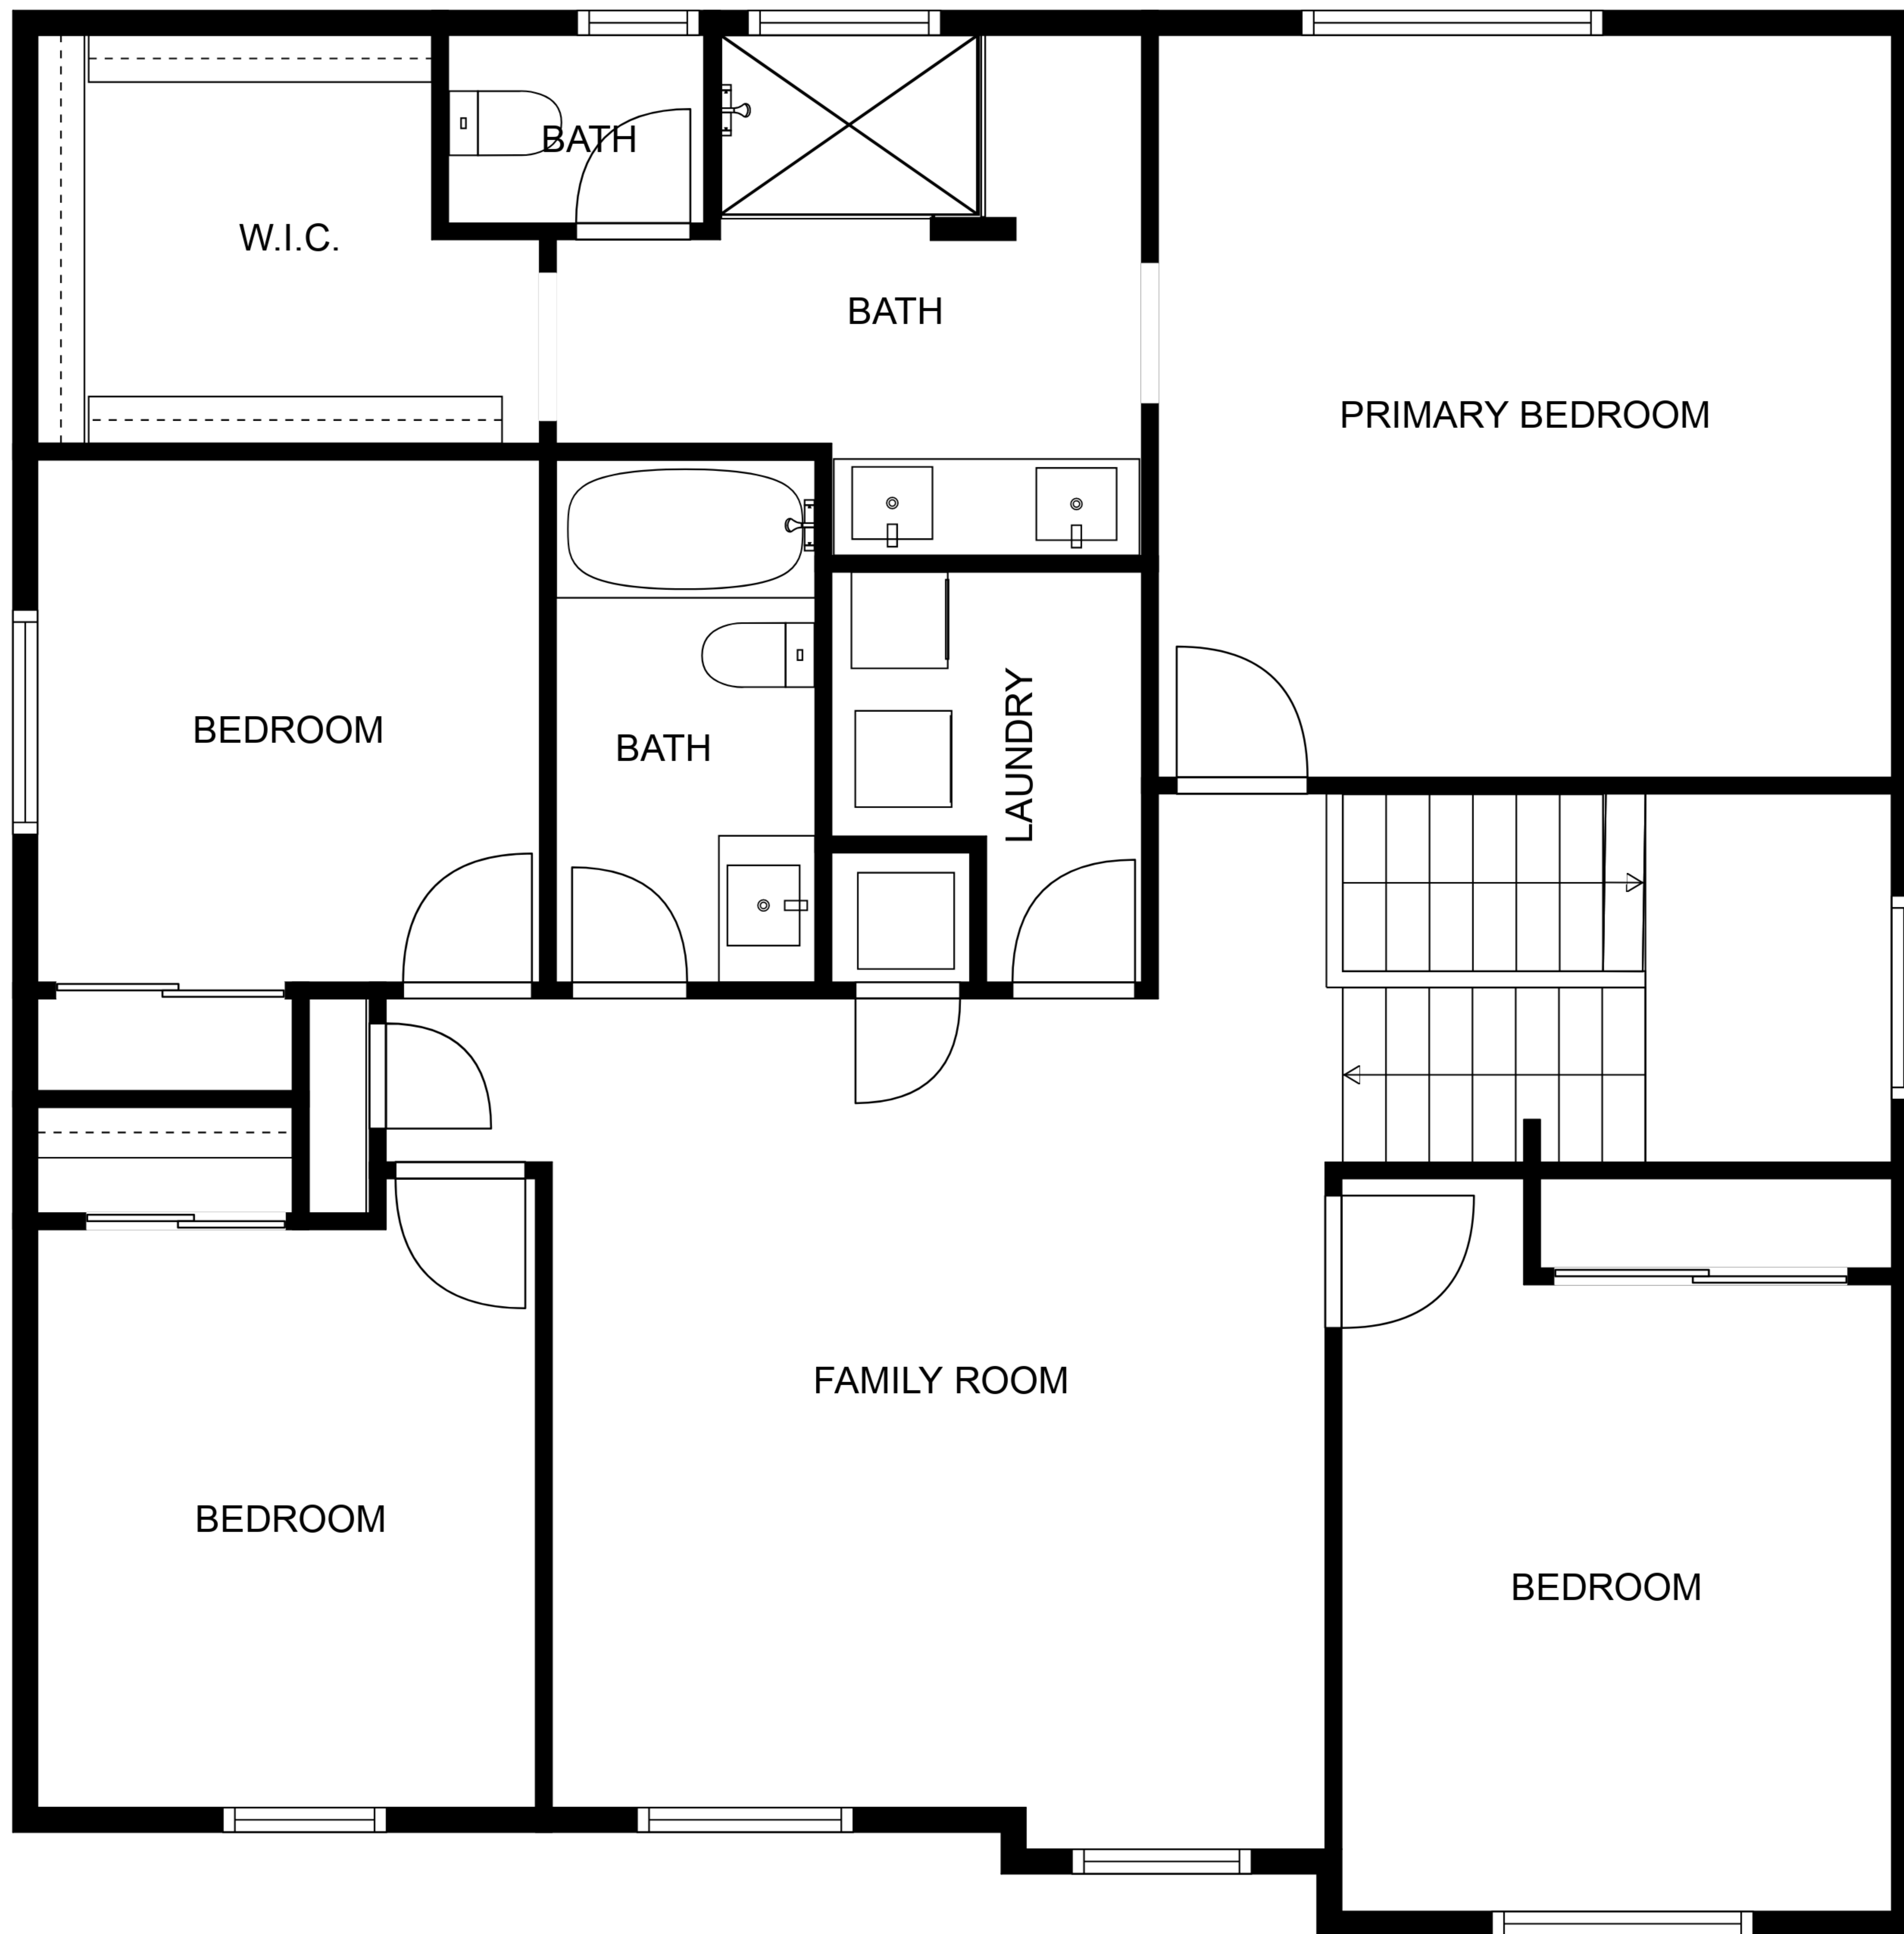 BATH
W.I.C.
BATH
PRIMARY BEDROOM
BEDROOM
BATH
LAUNDRY
FAMILY ROOM
BEDROOM
BEDROOM